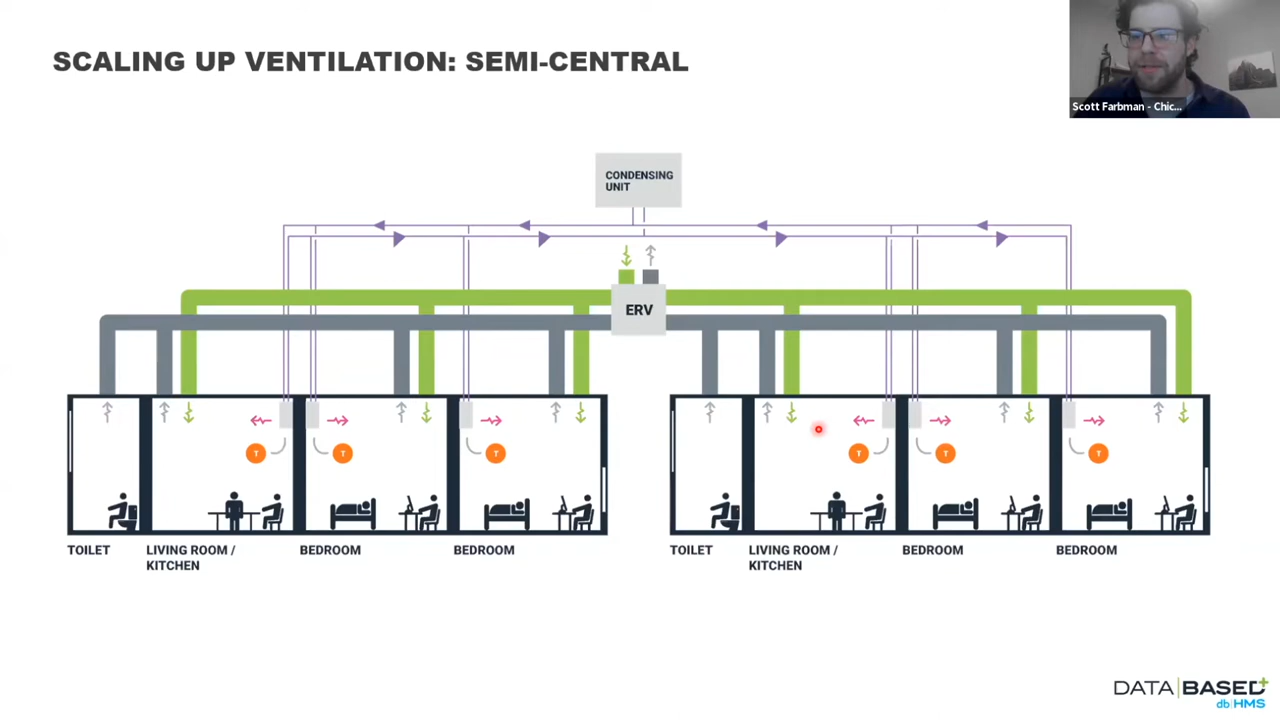 SCALING UP VENTILATION: SEMI-CENTRAL
Scott Farbman - Chic...
CONDENSING
UNIT
ERV
T
T
T
T
T
T
TOILET
LIVING ROOM /
KITCHEN
BEDROOM
BEDROOM
TOILET
LIVING ROOM /
KITCHEN
BEDROOM
BEDROOM
DATA|BASED+
db|HMS